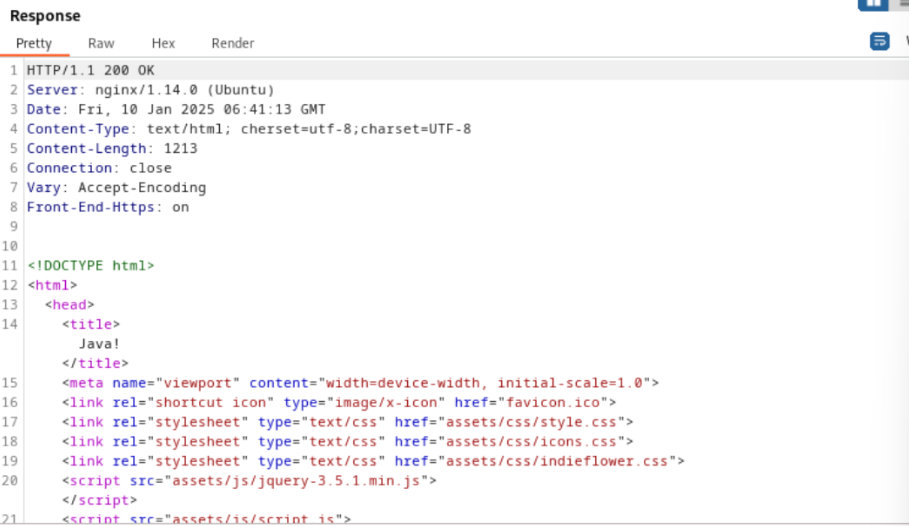 Response
Pretty Raw Hex Render
1 HTTP/1.1 200 OK
2 Server: nginx/1.14.0 (Ubuntu)
3 Date: Fri, 10 Jan 2025 06:41:13 GMT
4 Content-Type: text/html; cherset=utf-8;charset=UTF-8
5 Content-Length: 1213
6 Connection: close
7 Vary: Accept-Encoding
8 Front-End-Https: on
9
10
11 <!DOCTYPE html>
12 <html>
13 <head>
14 <title>
Java!
</title>
15 <meta name="viewport" content="width=device-width, initial-scale=1.0">
16 <link rel="shortcut icon" type="image/x-icon" href="favicon.ico">
17 <link rel="stylesheet" type="text/css" href="assets/css/style.css">
18 <link rel="stylesheet" type="text/css" href="assets/css/icons.css">
19 <link rel="stylesheet" type="text/css" href="assets/css/indieflower.css">
20 <script src="assets/js/jquery-3.5.1.min.js">
</script>
21 <script src="assets/js/script.js">